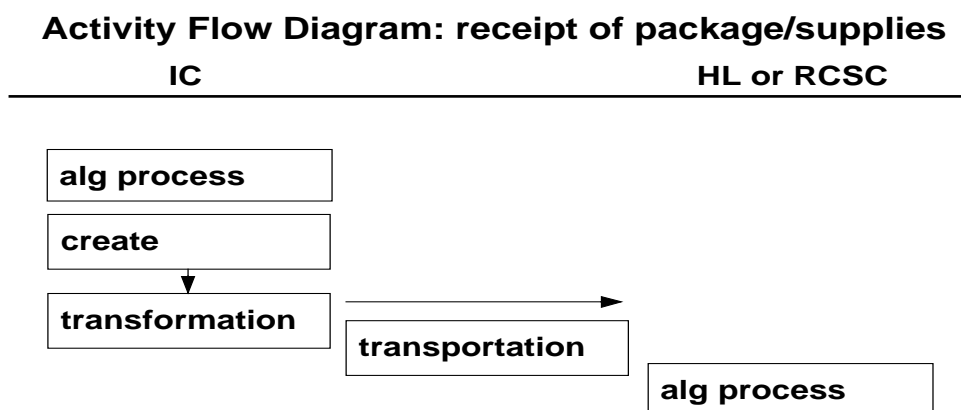 Activity Flow Diagram: receipt of package/supplies
IC HL or RCSC
alg process
create
transformation
transportation
alg process